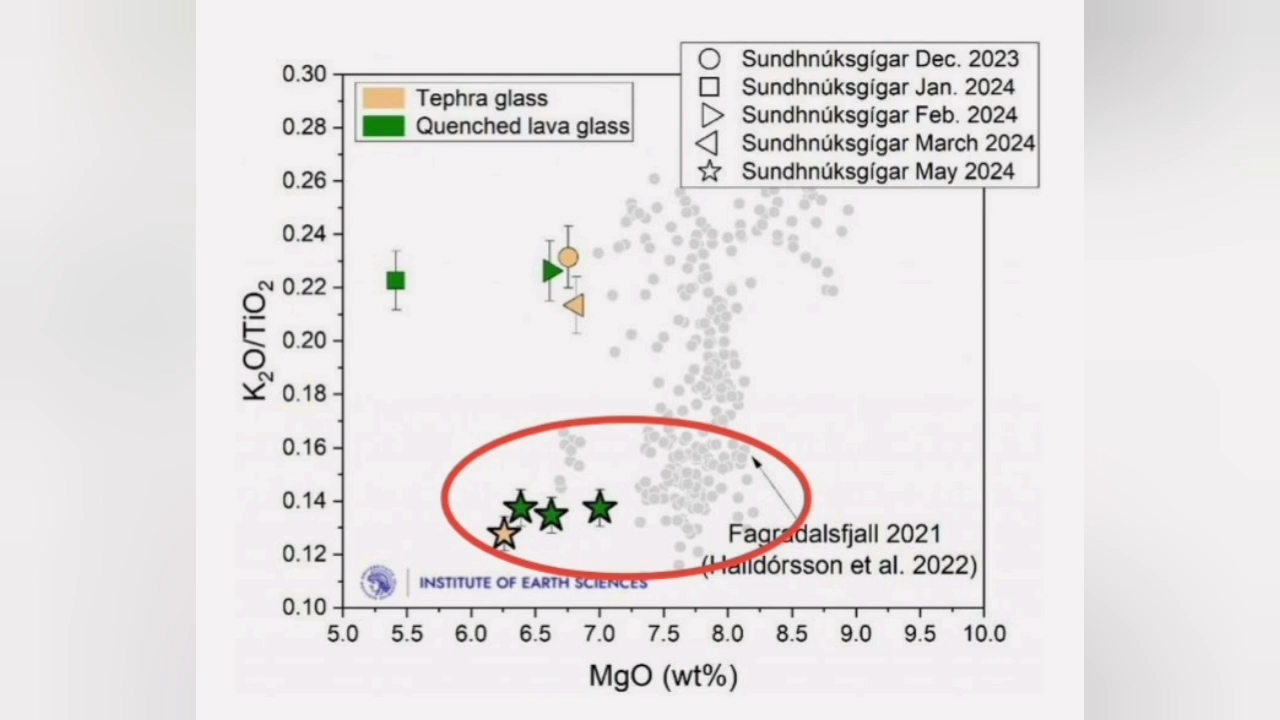 Sundhnúksgígar Dec. 2023
Sundhnúksgígar Jan. 2024
Sundhnúksgígar Feb. 2024
Sundhnúksgígar March 2024
Sundhnúksgígar May 2024
Tephra glass
Quenched lava glass
0.30
0.28
0.26
0.24
0.22
0.20
0.18
0.16
0.14
0.12
0.10
K₂O/TiO₂
Fagradalsfjall 2021
(Halldórsson et al. 2022)
INSTITUTE OF EARTH SCIENCES
5.0 5.5 6.0 6.5 7.0 7.5 8.0 8.5 9.0 9.5 10.0
MgO (wt%)